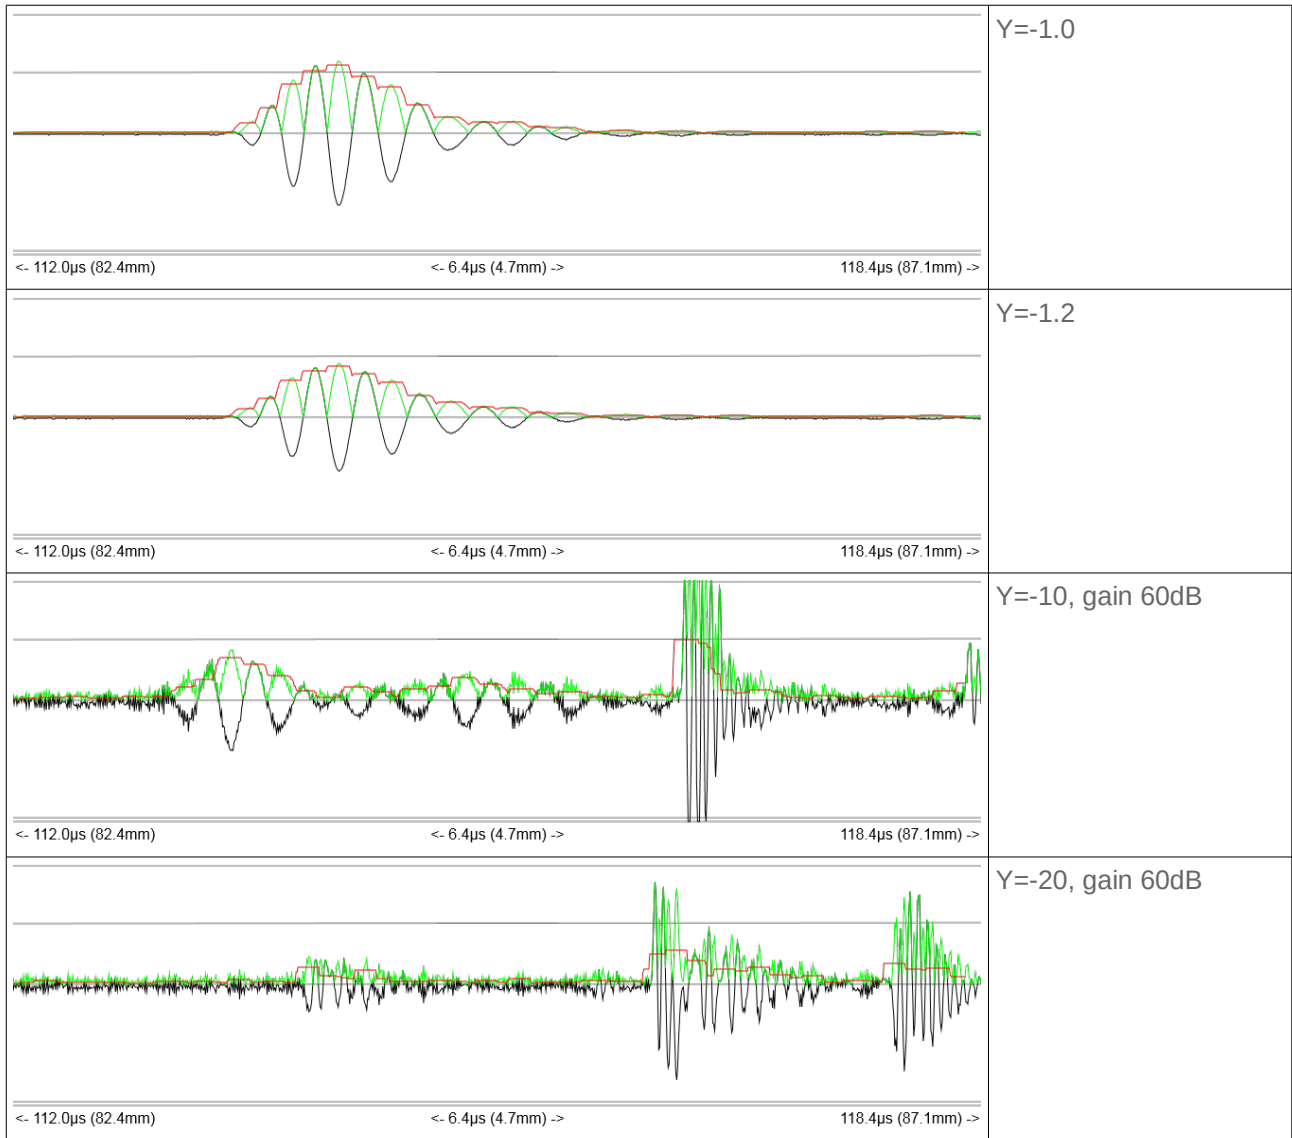 Y=-1.0
<- 112.0µs (82.4mm) <- 6.4µs (4.7mm) -> 118.4µs (87.1mm) ->
Y=-1.2
<- 112.0µs (82.4mm) <- 6.4µs (4.7mm) -> 118.4µs (87.1mm) ->
Y=-10, gain 60dB
<- 112.0µs (82.4mm) <- 6.4µs (4.7mm) -> 118.4µs (87.1mm) ->
Y=-20, gain 60dB
<- 112.0µs (82.4mm) <- 6.4µs (4.7mm) -> 118.4µs (87.1mm) ->